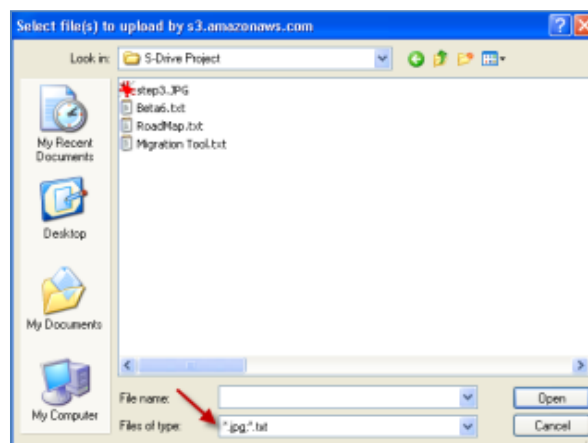 Select file(s) to upload by s3.amazonaws.com
Look in:
S-Drive Project
step3.JPG
Beta6.txt
RoadMap.txt
Migration Tool.txt
My Recent
Documents
Desktop
My Documents
My Computer
File name:
Open
Files of type:
*.jpg;*.txt
Cancel